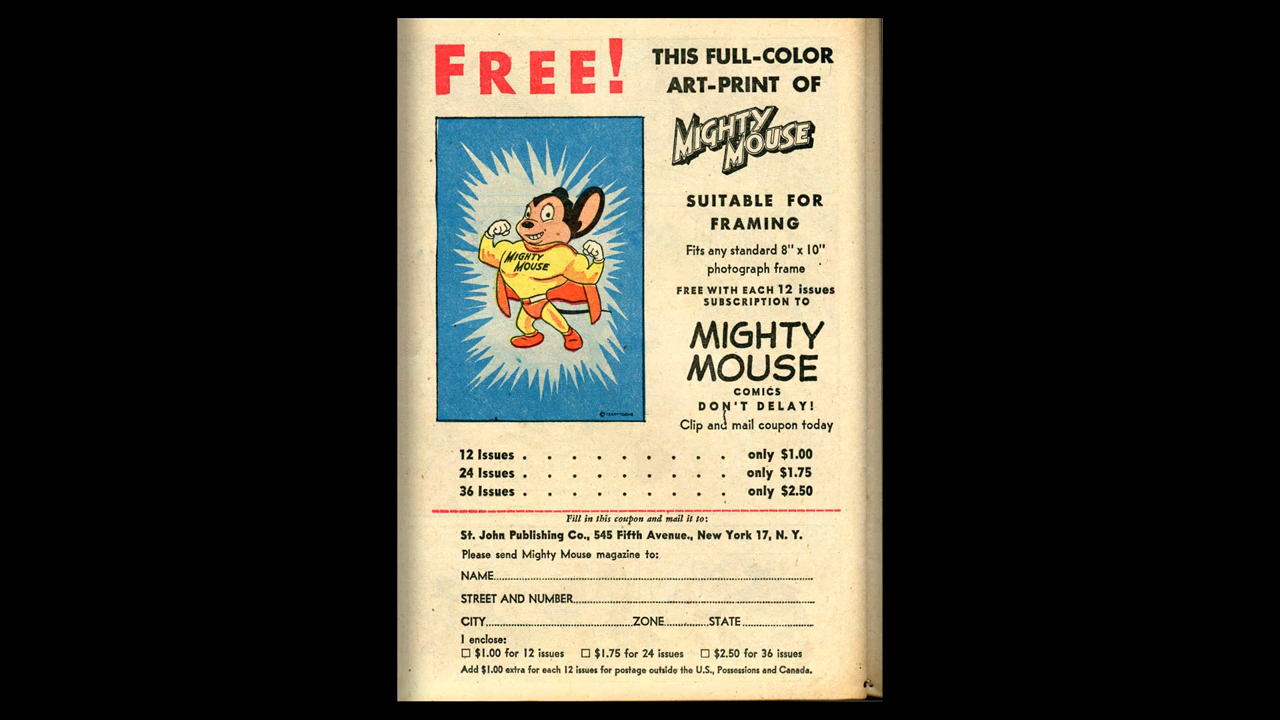 FREE!
THIS FULL-COLOR
ART-PRINT OF
MIGHTY
MOUSE
SUITABLE FOR
FRAMING
Fits any standard 8" x 10"
photograph frame
FREE WITH EACH 12 issues
SUBSCRIPTION TO
MIGHTY
MOUSE
COMICS
DON'T DELAY!
Clip and mail coupon today
MIGHTY
MOUSE
© TERRYTOONS
12 Issues . . . . . . . . . only $1.00
24 Issues . . . . . . . . . only $1.75
36 Issues . . . . . . . . . only $2.50
Fill in this coupon and mail it to:
St. John Publishing Co., 545 Fifth Avenue., New York 17, N. Y.
Please send Mighty Mouse magazine to:
NAME
STREET AND NUMBER
CITY ZONE STATE
I enclose:
☐ $1.00 for 12 issues ☐ $1.75 for 24 issues ☐ $2.50 for 36 issues
Add $1.00 extra for each 12 issues for postage outside the U.S., Possessions and Canada.